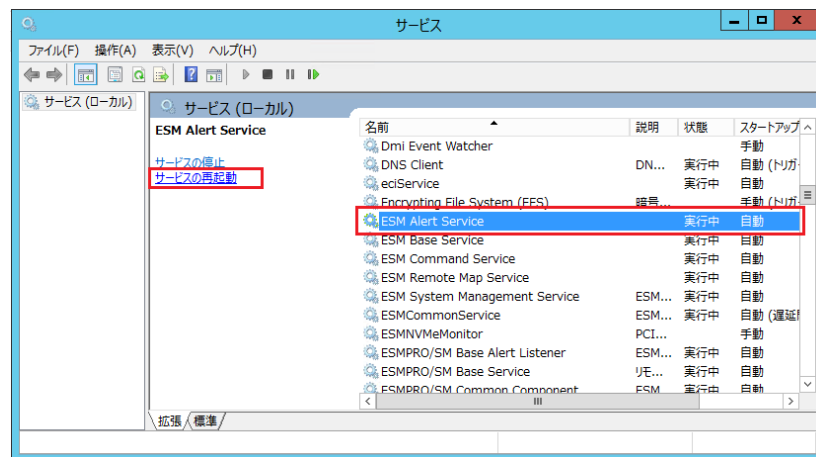 サービス
ファイル(F) 操作(A) 表示(V) ヘルプ(H)
サービス (ローカル)
サービス (ローカル)
ESM Alert Service
サービスの停止
サービスの再起動
名前 説明 状態 スタートアップ
Dmi Event Watcher 手動
DNS Client DN... 実行中 自動 (トリガ
eciService 実行中 自動
Encrypting File System (EFS) 暗号... 手動 (トリガ
ESM Alert Service 実行中 自動
ESM Base Service 実行中 自動
ESM Command Service 実行中 自動
ESM Remote Map Service 実行中 自動
ESM System Management Service ESM... 実行中 自動
ESMCommonService ESM... 実行中 自動 (遅延
ESMNVMeMonitor PCI... 手動
ESMPRO/SM Base Alert Listener ESM... 実行中 自動
ESMPRO/SM Base Service リモ... 実行中 自動
ESMPRO/SM Common Component ESM 実行中 自動
拡張 標準